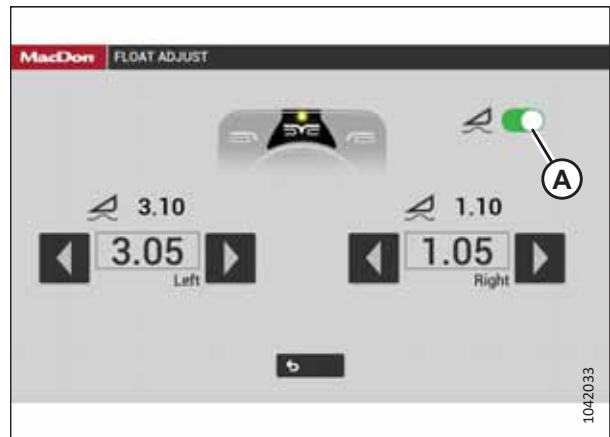 MacDon FLOAT ADJUST
A
3.10 1.10
3.05 1.05
Left Right
1042033